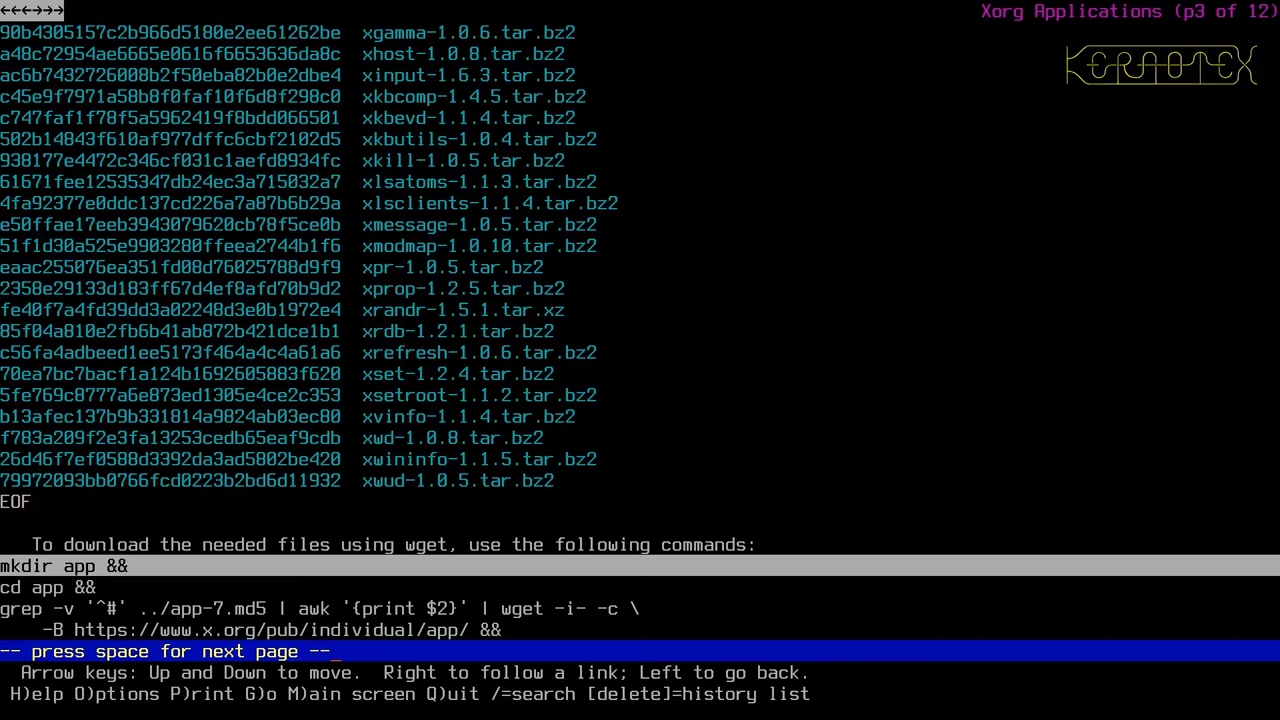 ←←←→→→
Xorg Applications (p3 of 12)
KERNOTEX
90b4305157c2b966d5180e2ee61262be  xgamma-1.0.6.tar.bz2
a48c72954ae6665e0616f6653636da8c  xhost-1.0.8.tar.bz2
ac6b7432726008b2f50eba82b0e2dbe4  xinput-1.6.3.tar.bz2
c45e9f7971a58b8f0faf10f6d8f298c0  xkbcomp-1.4.5.tar.bz2
c747faf1f78f5a5962419f8bdd066501  xkbevd-1.1.4.tar.bz2
502b14843f610af977dffc6cbf2102d5  xkbutils-1.0.4.tar.bz2
938177e4472c346cf031c1aefd8934fc  xkill-1.0.5.tar.bz2
61671fee12535347db24ec3a715032a7  xlsatoms-1.1.3.tar.bz2
4fa92377e0ddc137cd226a7a87b6b29a  xlsclients-1.1.4.tar.bz2
e50ffae17eeb3943079620cb78f5ce0b  xmessage-1.0.5.tar.bz2
51f1d30a525e9903280ffeea2744b1f6  xmodmap-1.0.10.tar.bz2
eaac255076ea351fd08d76025788d9f9  xpr-1.0.5.tar.bz2
2358e29133d183ff67d4ef8afd70b9d2  xprop-1.2.5.tar.bz2
fe40f7a4fd39dd3a02248d3e0b1972e4  xrandr-1.5.1.tar.xz
85f04a810e2fb6b41ab872b421dce1b1  xrdb-1.2.1.tar.bz2
c56fa4adbeed1ee5173f464a4c4a61a6  xrefresh-1.0.6.tar.bz2
70ea7bc7bacf1a124b1692605883f620  xset-1.2.4.tar.bz2
5fe769c8777a6e873ed1305e4ce2c353  xsetroot-1.1.2.tar.bz2
b13afec137b9b331814a9824ab03ec80  xvinfo-1.1.4.tar.bz2
f783a209f2e3fa13253cedb65eaf9cdb  xwd-1.0.8.tar.bz2
26d46f7ef0588d3392da3ad5802be420  xwininfo-1.1.5.tar.bz2
79972093bb0766fcd0223b2bd6d11932  xwud-1.0.5.tar.bz2
EOF
To download the needed files using wget, use the following commands:
mkdir app &&
cd app &&
grep -v '^#' ../app-7.md5 | awk '{print $2}' | wget -i- -c \
-B https://www.x.org/pub/individual/app/ &&
-- press space for next page --
Arrow keys: Up and Down to move.  Right to follow a link; Left to go back.
H)elp O)ptions P)rint G)o M)ain screen Q)uit /=search [delete]=history list